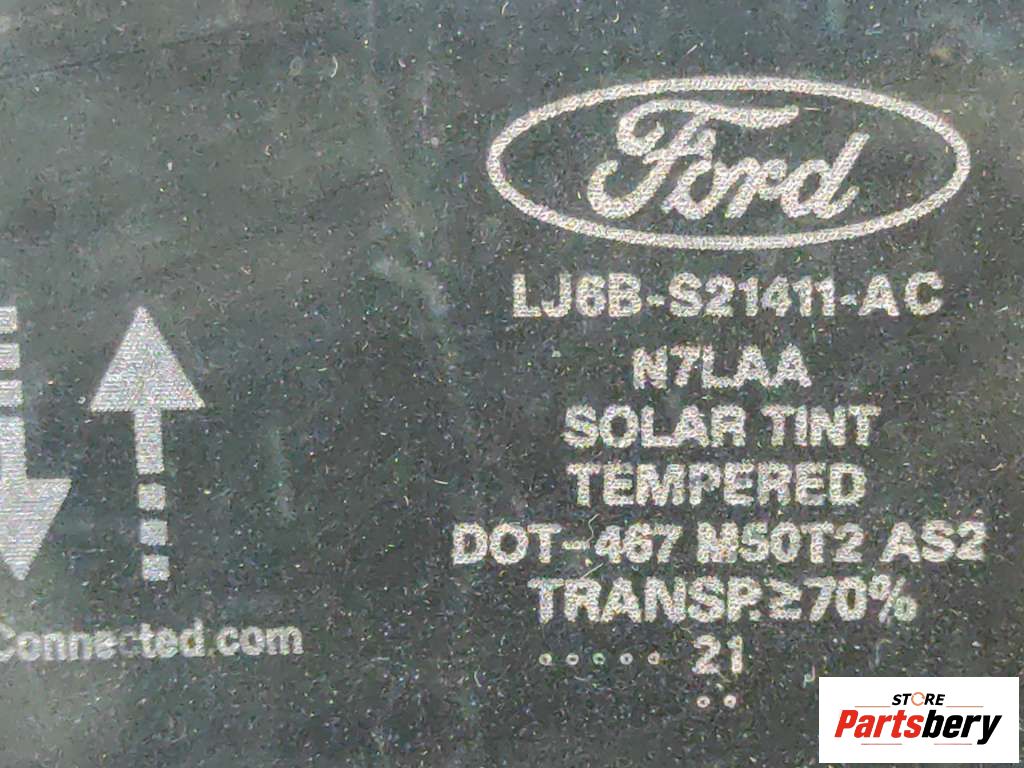 Ford
LJ6B-S21411-AC
N7LAA
SOLAR TINT
TEMPERED
DOT-467 M50T2 AS2
TRANSP.≥70%
..... 21
..
Connected.com
STORE
Partsbery